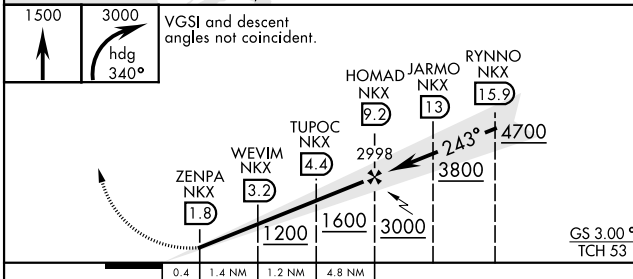 1500
3000
hdg
340°
VGSI and descent
angles not coincident.
RYNNO
NKX
15.9
JARMO
NKX
13
HOMAD
NKX
9.2
TUPOC
NKX
4.4
WEVIM
NKX
3.2
ZENPA
NKX
1.8
2998
243°
4700
3800
3000
1600
1200
GS 3.00°
TCH 53
0.4
1.4 NM
1.2 NM
4.8 NM